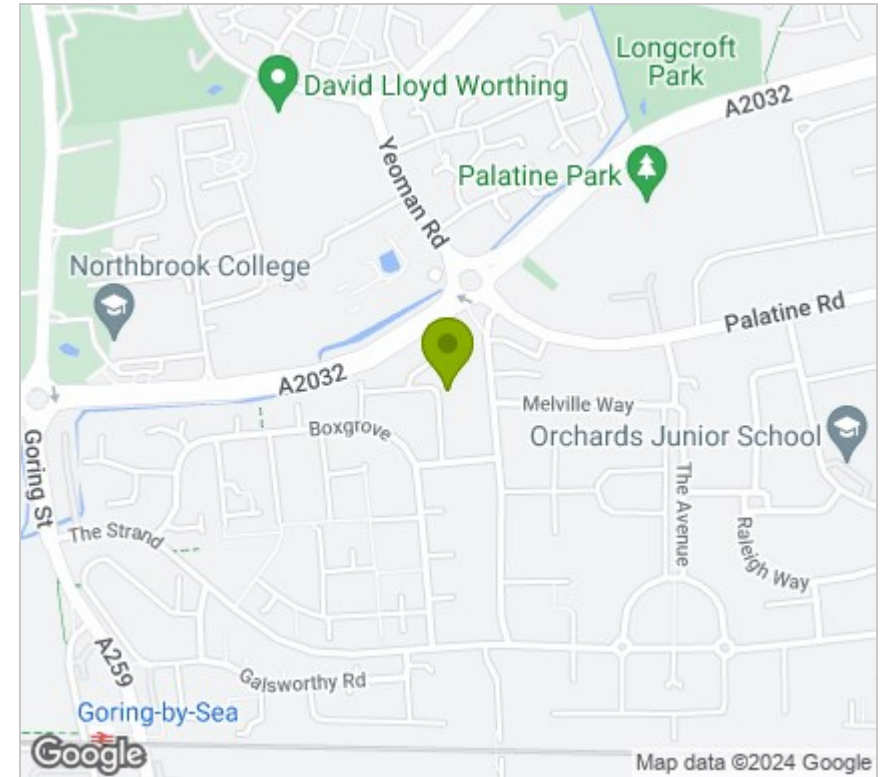 Longcroft
Park
David Lloyd Worthing
A2032
Yeoman Rd
Palatine Park
Northbrook College
Palatine Rd
A2032
Melville Way
Boxgrove
Orchards Junior School
Goring St
The Avenue
The Strand
Raleigh Way
A259
Galsworthy Rd
Goring-by-Sea
Google
Map data ©2024 Google